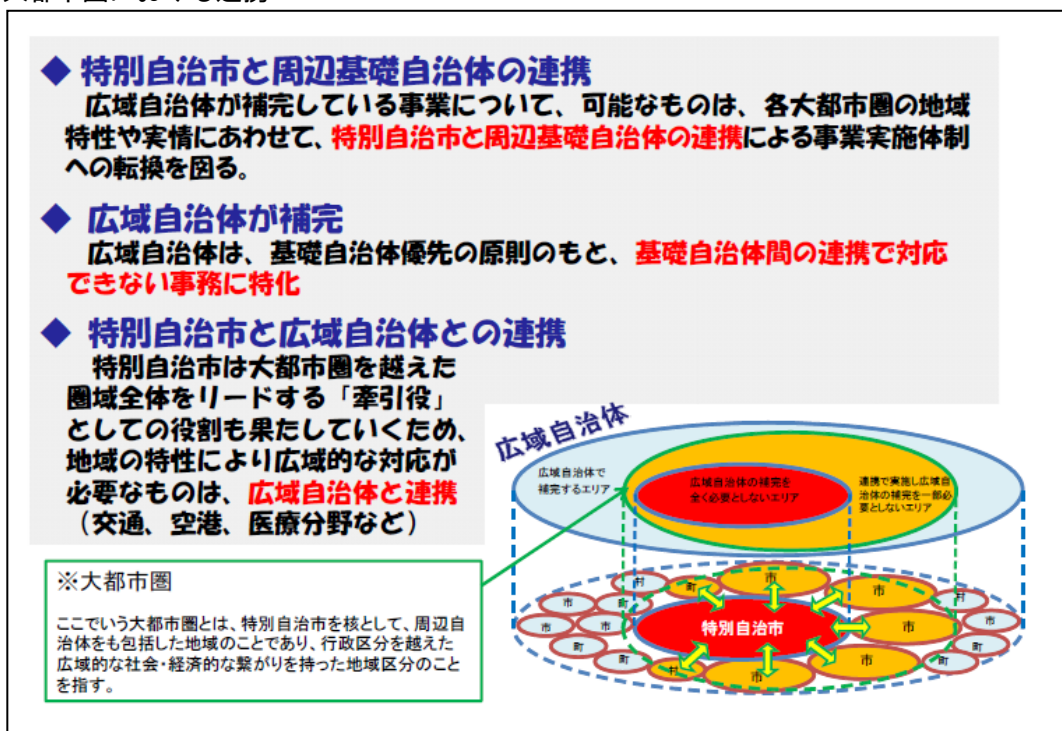 ◆ 特別自治市と周辺基礎自治体の連携
広域自治体が補完している事業について、可能なものは、各大都市圏の地域
特性や実情にあわせて、特別自治市と周辺基礎自治体の連携による事業実施体制
への転換を図る。
◆ 広域自治体が補完
広域自治体は、基礎自治体優先の原則のもと、基礎自治体間の連携で対応
できない事務に特化
◆ 特別自治市と広域自治体との連携
特別自治市は大都市圏を越えた
圏域全体をリードする「牽引役」
としての役割も果たしていくため、
地域の特性により広域的な対応が
必要なものは、広域自治体と連携
(交通、空港、医療分野など)
広域自治体
広域自治体で
補完するエリア
広域自治体の補完を
全く必要としないエリア
連携で実施し広域自
治体の補完を一部必
要としないエリア
※大都市圏
ここでいう大都市圏とは、特別自治市を核として、周辺自
治体をも包括した地域のことであり、行政区分を越えた
広域的な社会・経済的な繋がりを持った地域区分のこと
を指す。
村
町
市
市
村
市
町
市
市
市
特別自治市
市
市
町
町
町
町
村
市
市